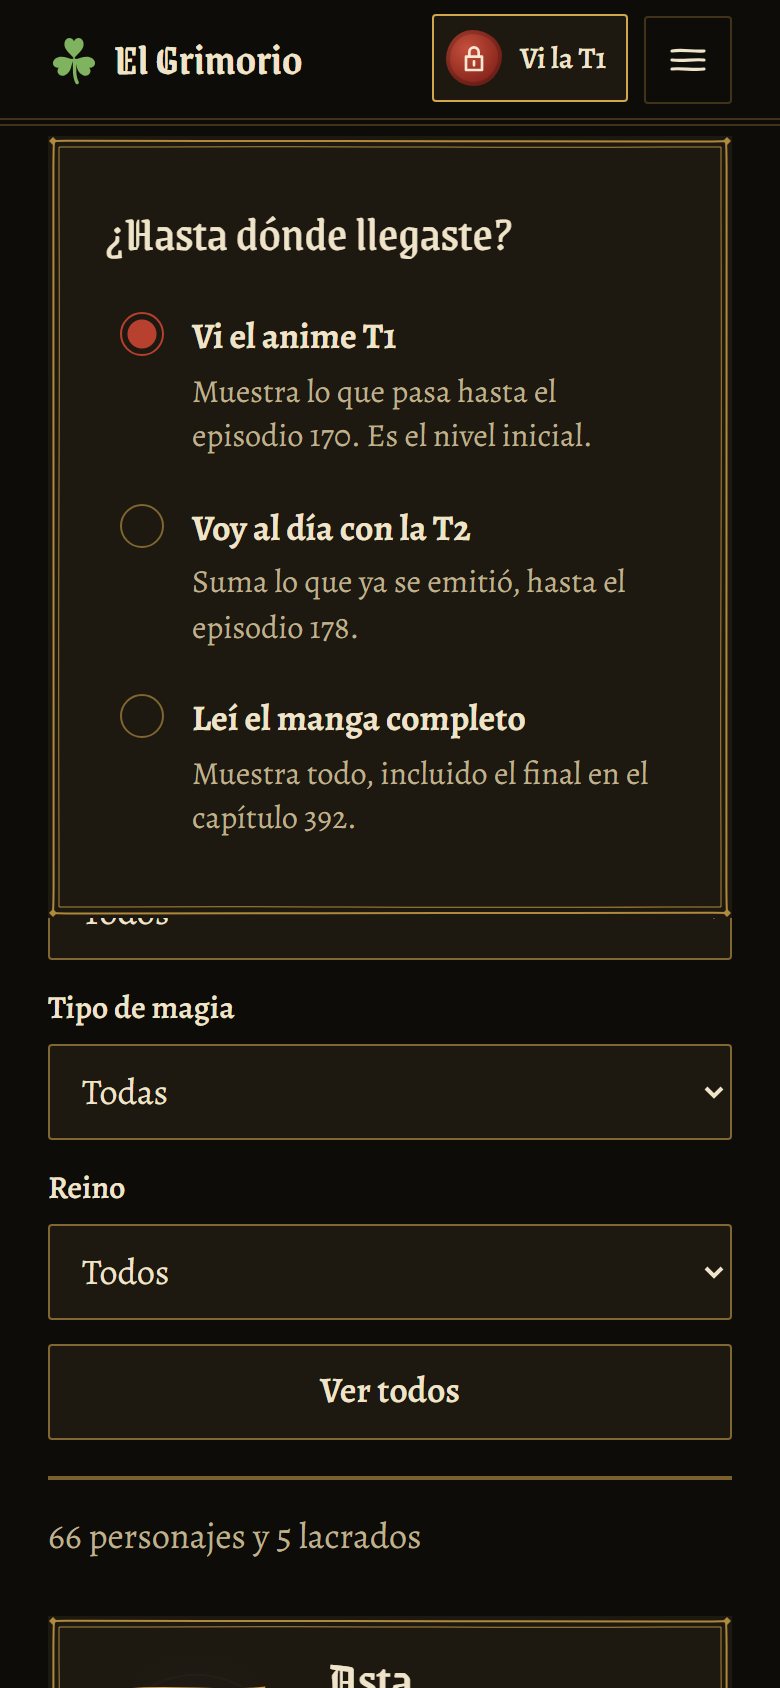 El Grimorio
Vi la T1
¿Hasta dónde llegaste?
Vi el anime T1
Muestra lo que pasa hasta el
episodio 170. Es el nivel inicial.
Voy al día con la T2
Suma lo que ya se emitió, hasta el
episodio 178.
Leí el manga completo
Muestra todo, incluido el final en el
capítulo 392.
Todos
Tipo de magia
Todas
Reino
Todos
Ver todos
66 personajes y 5 lacrados
Asta